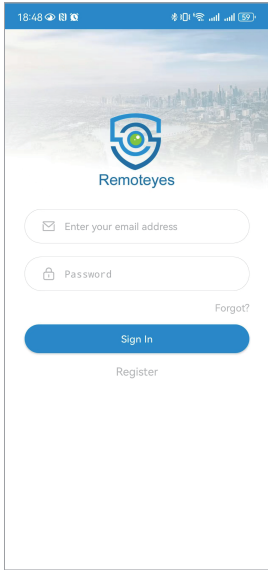 18:48 59
Remoteyes
Enter your email address
Password
Forgot?
Sign In
Register